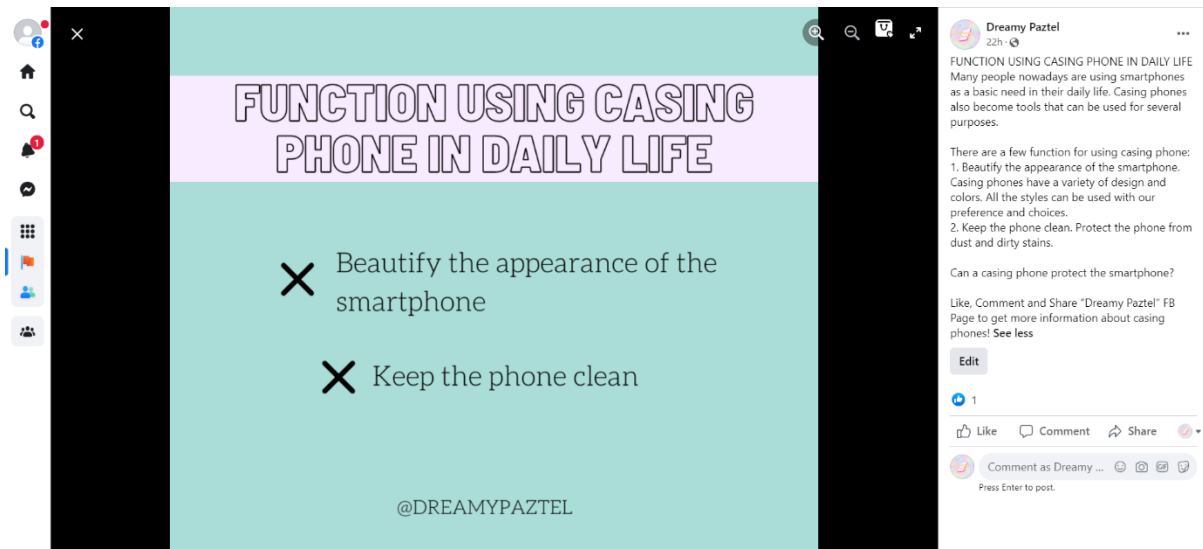 FUNCTION USING CASING
PHONE IN DAILY LIFE
Beautify the appearance of the
smartphone
Keep the phone clean
@DREAMYPAZTEL
1
Dreamy Paztel
22h
FUNCTION USING CASING PHONE IN DAILY LIFE
Many people nowadays are using smartphones
as a basic need in their daily life. Casing phones
also become tools that can be used for several
purposes.
There are a few function for using casing phone:
1. Beautify the appearance of the smartphone.
Casing phones have a variety of design and
colors. All the styles can be used with our
preference and choices.
2. Keep the phone clean. Protect the phone from
dust and dirty stains.
Can a casing phone protect the smartphone?
Like, Comment and Share "Dreamy Paztel" FB
Page to get more information about casing
phones! See less
Edit
1
Like Comment Share
Comment as Dreamy ... GIF
Press Enter to post.